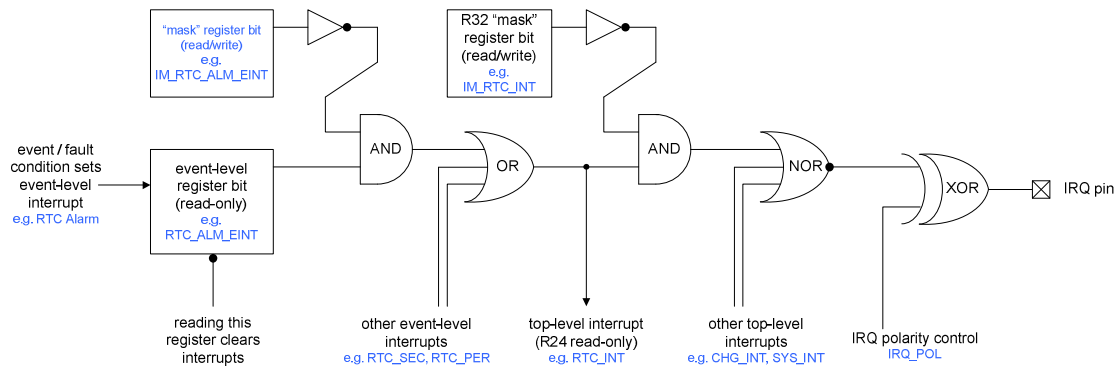 “mask” register bit
(read/write)
e.g.
IM_RTC_ALM_EINT
R32 “mask”
register bit
(read/write)
e.g.
IM_RTC_INT
event / fault
condition sets
event-level
interrupt
e.g. RTC Alarm
event-level
register bit
(read-only)
e.g.
RTC_ALM_EINT
AND
OR
AND
NOR
XOR
IRQ pin
reading this
register clears
interrupts
other event-level
interrupts
e.g. RTC_SEC, RTC_PER
top-level interrupt
(R24 read-only)
e.g. RTC_INT
other top-level
interrupts
e.g. CHG_INT, SYS_INT
IRQ polarity control
IRQ_POL